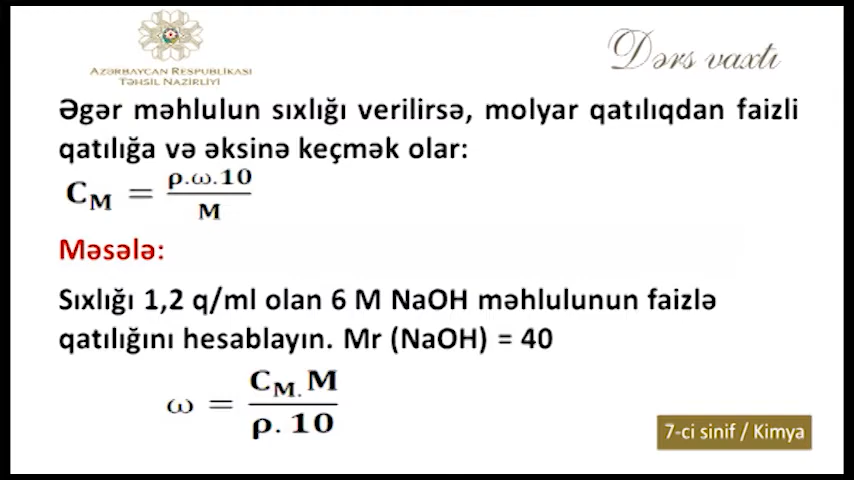 AZƏRBAYCAN RESPUBLİKASI
TƏHSİL NAZİRLİYİ
Dərs vaxtı
Əgər məhlulun sıxlığı verilirsə, molyar qatılıqdan faizli
qatılığa və əksinə keçmək olar:
C_M = ρ.ω.10 / M
Məsələ:
Sıxlığı 1,2 q/ml olan 6 M NaOH məhlulunun faizlə
qatılığını hesablayın. Mr (NaOH) = 40
ω = C_M. M / ρ. 10
7-ci sinif / Kimya